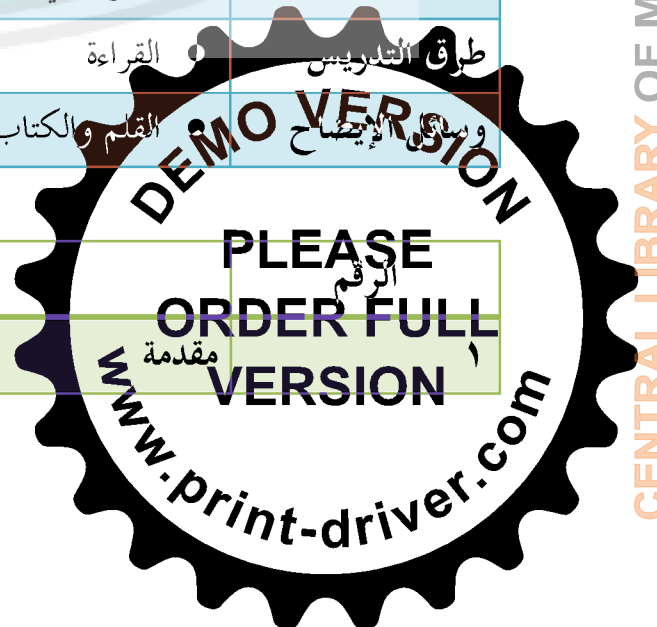 طرق التدريس • القراءة
وسائل الإيضاح • القلم والكتاب
الرقم
١ مقدمة
DEMO VERSION
PLEASE
ORDER FULL
VERSION
www.print-driver.com
CENTRAL LIBRARY OF M